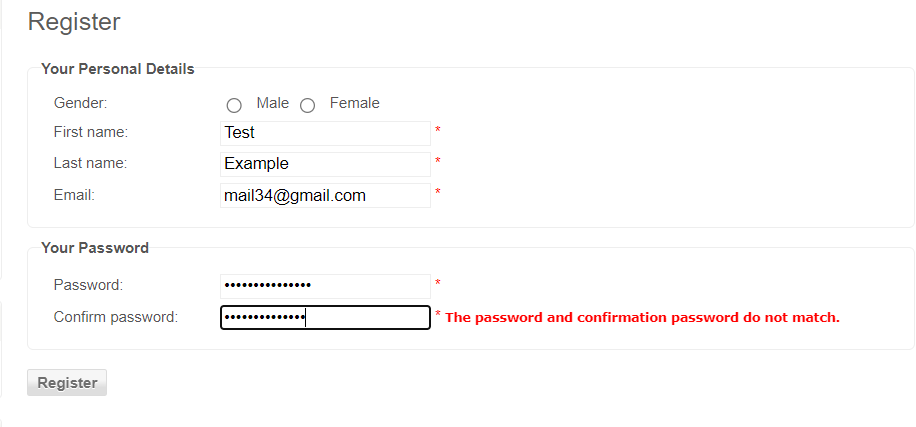 Register
Your Personal Details
Gender: Male Female
First name: Test *
Last name: Example *
Email: mail34@gmail.com *
Your Password
Password: ••••••••••••••• *
Confirm password: •••••••••••••• * The password and confirmation password do not match.
Register